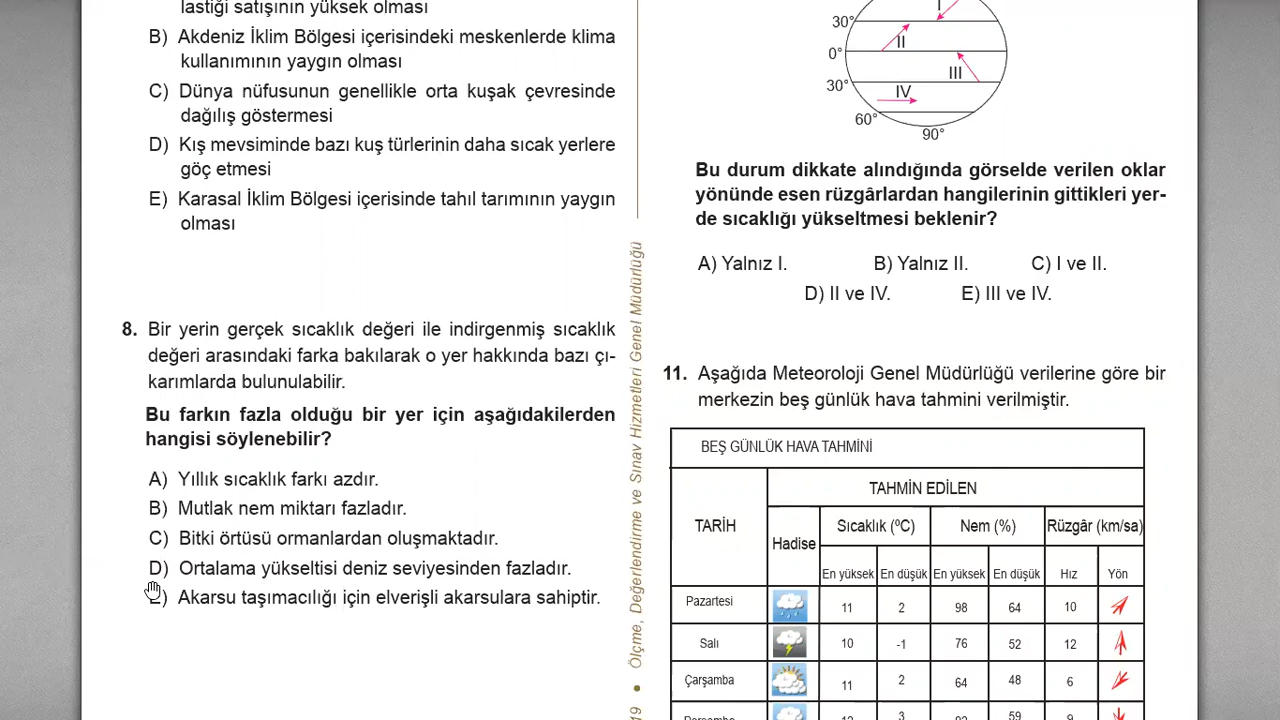 lastiği satışının yüksek olması
B) Akdeniz İklim Bölgesi içerisindeki meskenlerde klima
kullanımının yaygın olması
C) Dünya nüfusunun genellikle orta kuşak çevresinde
dağılış göstermesi
D) Kış mevsiminde bazı kuş türlerinin daha sıcak yerlere
göç etmesi
E) Karasal İklim Bölgesi içerisinde tahıl tarımının yaygın
olması
8. Bir yerin gerçek sıcaklık değeri ile indirgenmiş sıcaklık
değeri arasındaki farka bakılarak o yer hakkında bazı çı-
karımlarda bulunulabilir.
Bu farkın fazla olduğu bir yer için aşağıdakilerden
hangisi söylenebilir?
A) Yıllık sıcaklık farkı azdır.
B) Mutlak nem miktarı fazladır.
C) Bitki örtüsü ormanlardan oluşmaktadır.
D) Ortalama yükseltisi deniz seviyesinden fazladır.
E) Akarsu taşımacılığı için elverişli akarsulara sahiptir.
19 • Ölçme, Değerlendirme ve Sınav Hizmetleri Genel Müdürlüğü
I
30°
II
0°
III
30°
IV
60°
90°
Bu durum dikkate alındığında görselde verilen oklar
yönünde esen rüzgârlardan hangilerinin gittikleri yer-
de sıcaklığı yükseltmesi beklenir?
A) Yalnız I. B) Yalnız II. C) I ve II.
D) II ve IV. E) III ve IV.
11. Aşağıda Meteoroloji Genel Müdürlüğü verilerine göre bir
merkezin beş günlük hava tahmini verilmiştir.
BEŞ GÜNLÜK HAVA TAHMİNİ
TAHMİN EDİLEN
TARİH Hadise Sıcaklık (ºC) Nem (%) Rüzgâr (km/sa)
En yüksek En düşük En yüksek En düşük Hız Yön
Pazartesi 11 2 98 64 10
Salı 10 -1 76 52 12
Çarşamba 11 2 64 48 6
Perşembe 12 3 92 59 9